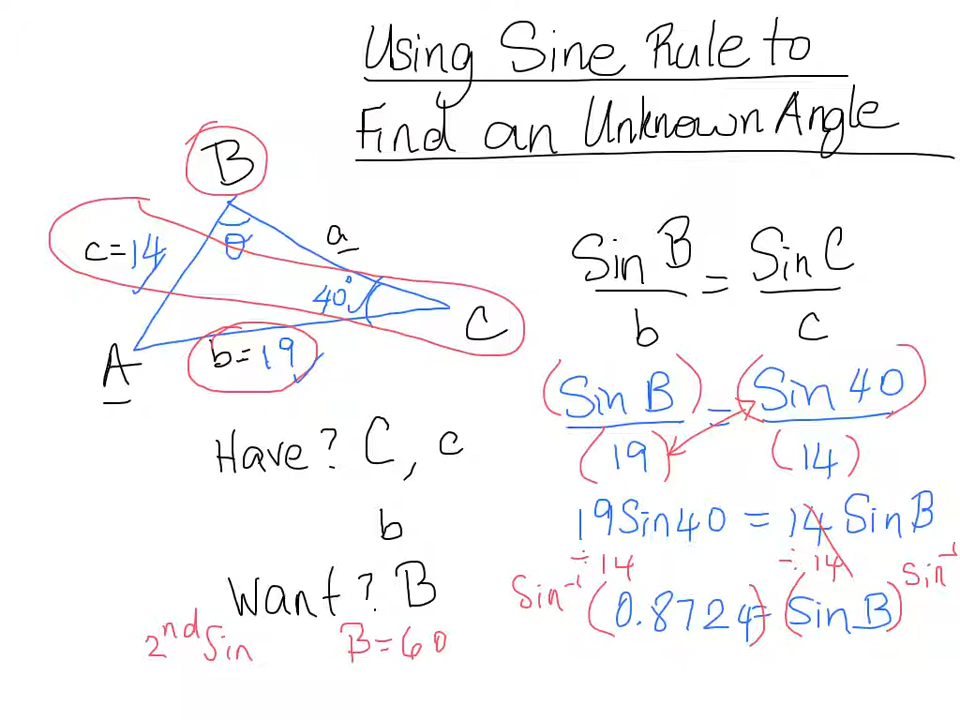 Using Sine Rule to
Find an Unknown Angle
B
c=14
θ
a
40°
C
A
b=19
Sin B = Sin C
b c
(Sin B) = (Sin 40)
(19) (14)
Have? C, c
b
19Sin40 = 14 SinB
÷14 ÷14
Want? B
Sin⁻¹ (0.8724) = (Sin B) Sin⁻¹
2nd Sin
B=60